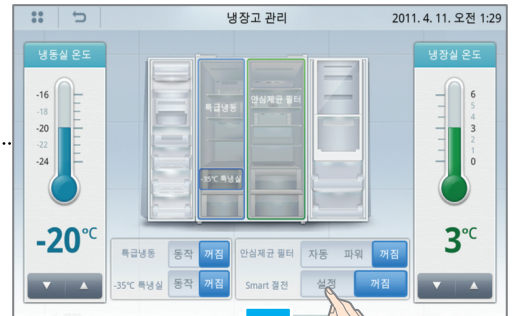 냉장고 관리
2011. 4. 11. 오전 1:29
냉동실 온도
-16
-18
-20
-22
-24
-20℃
특급냉동
안심제균 필터
-35℃ 특냉실
냉장실 온도
6
5
4
3
2
1
0
3℃
특급냉동 동작 꺼짐
-35℃ 특냉실 동작 꺼짐
안심제균 필터 자동 파워 꺼짐
Smart 절전 설정 꺼짐